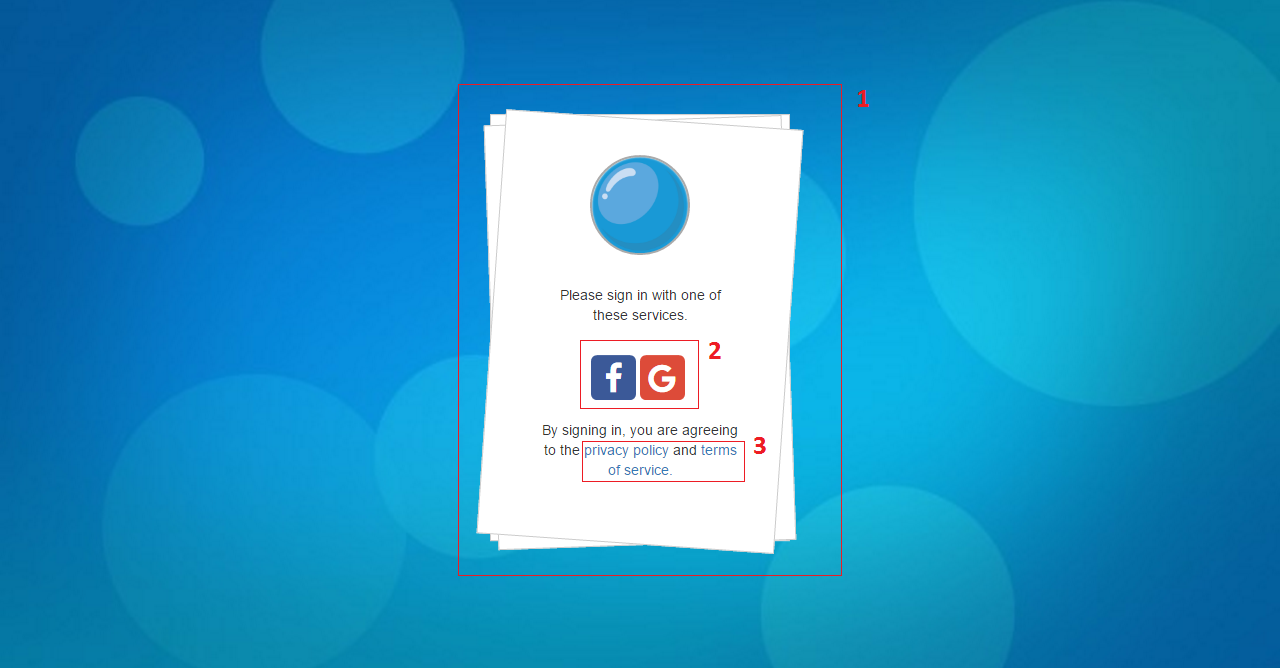 1
Please sign in with one of
these services.
2
f G
By signing in, you are agreeing
to the privacy policy and terms
of service.
3